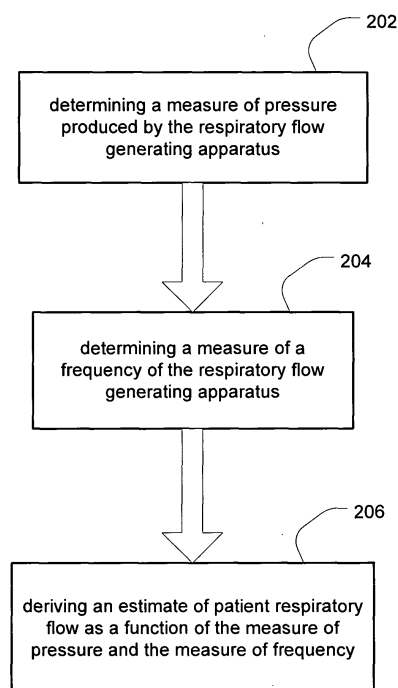 202
determining a measure of pressure
produced by the respiratory flow
generating apparatus
204
determining a measure of a
frequency of the respiratory flow
generating apparatus
206
deriving an estimate of patient respiratory
flow as a function of the measure of
pressure and the measure of frequency